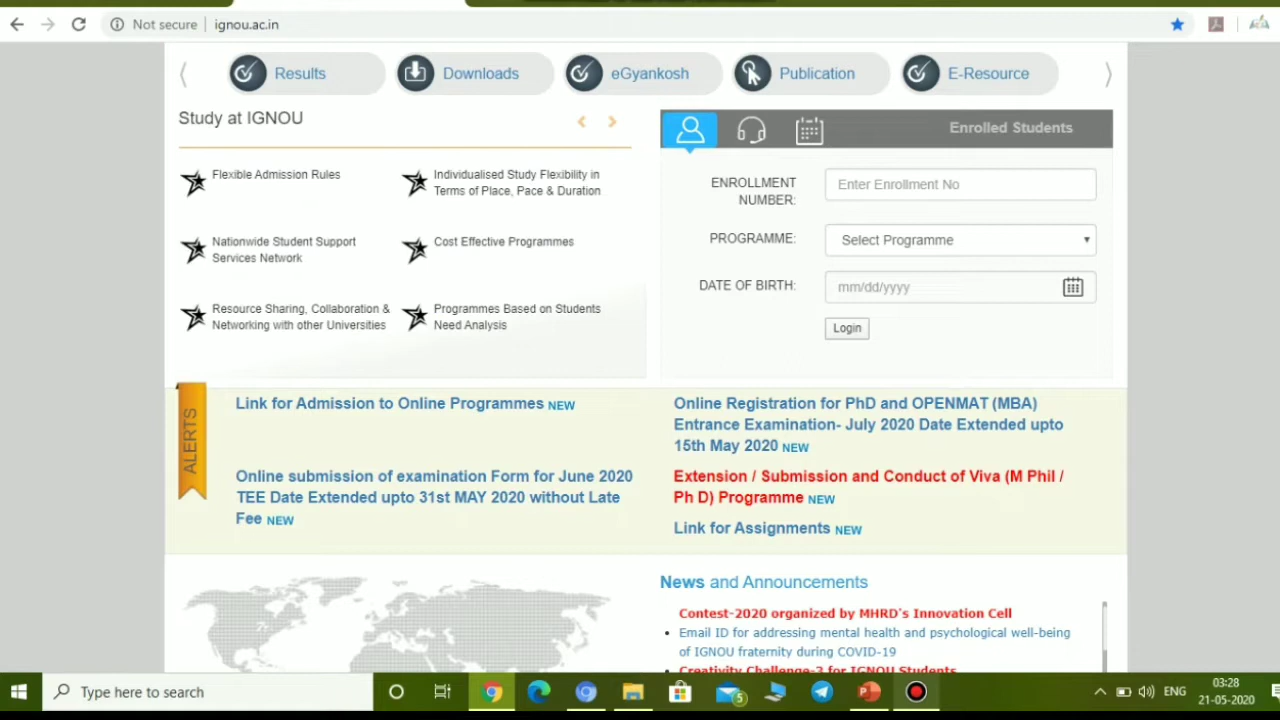 Not secure
ignou.ac.in
Results
Downloads
eGyankosh
Publication
E-Resource
Study at IGNOU
Flexible Admission Rules
Individualised Study Flexibility in
Terms of Place, Pace & Duration
Nationwide Student Support
Services Network
Cost Effective Programmes
Resource Sharing, Collaboration &
Networking with other Universities
Programmes Based on Students
Need Analysis
Enrolled Students
ENROLLMENT
NUMBER:
Enter Enrollment No
PROGRAMME:
Select Programme
DATE OF BIRTH:
mm/dd/yyyy
Login
ALERTS
Link for Admission to Online Programmes NEW
Online submission of examination Form for June 2020
TEE Date Extended upto 31st MAY 2020 without Late
Fee NEW
Online Registration for PhD and OPENMAT (MBA)
Entrance Examination- July 2020 Date Extended upto
15th May 2020 NEW
Extension / Submission and Conduct of Viva (M Phil /
Ph D) Programme NEW
Link for Assignments NEW
News and Announcements
Contest-2020 organized by MHRD's Innovation Cell
Email ID for addressing mental health and psychological well-being
of IGNOU fraternity during COVID-19
Creativity Challenge-3 for IGNOU Students
Type here to search
5
ENG
03:28
21-05-2020